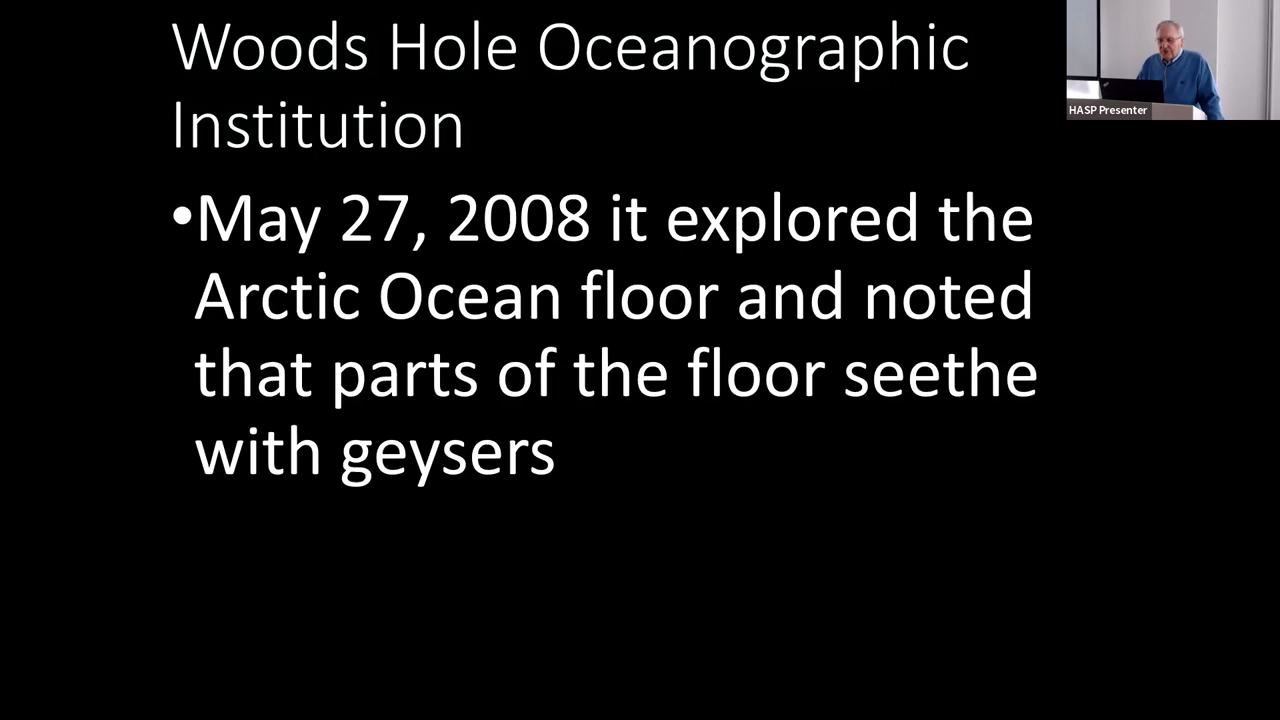 Woods Hole Oceanographic
Institution
•May 27, 2008 it explored the
Arctic Ocean floor and noted
that parts of the floor seethe
with geysers
HASP Presenter